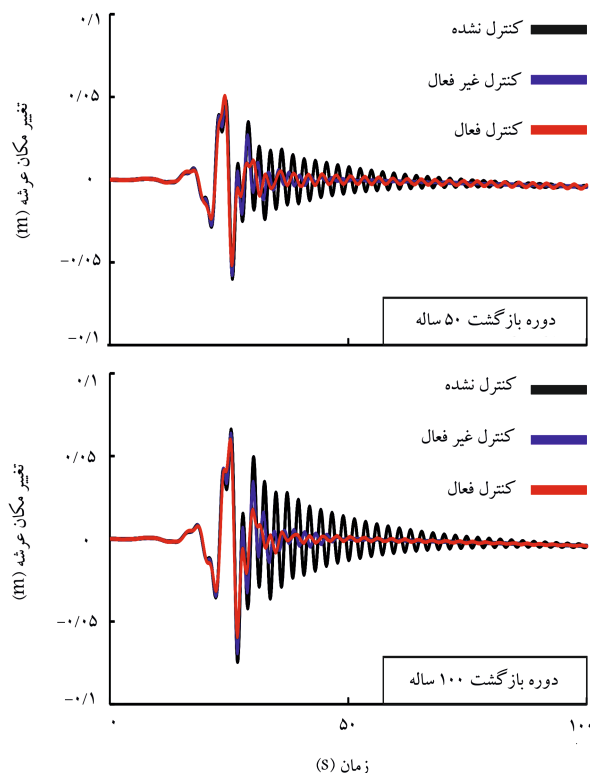 ۰/۱
کنترل نشده
کنترل غیر فعال
کنترل فعال
۰/۰۵
۰
-۰/۰۵
-۰/۱
تغییر مکان عرشه (m)
دوره بازگشت ۵۰ ساله
۰/۱
کنترل نشده
کنترل غیر فعال
کنترل فعال
۰/۰۵
۰
-۰/۰۵
-۰/۱
تغییر مکان عرشه (m)
دوره بازگشت ۱۰۰ ساله
۰
۵۰
۱۰۰
زمان (s)